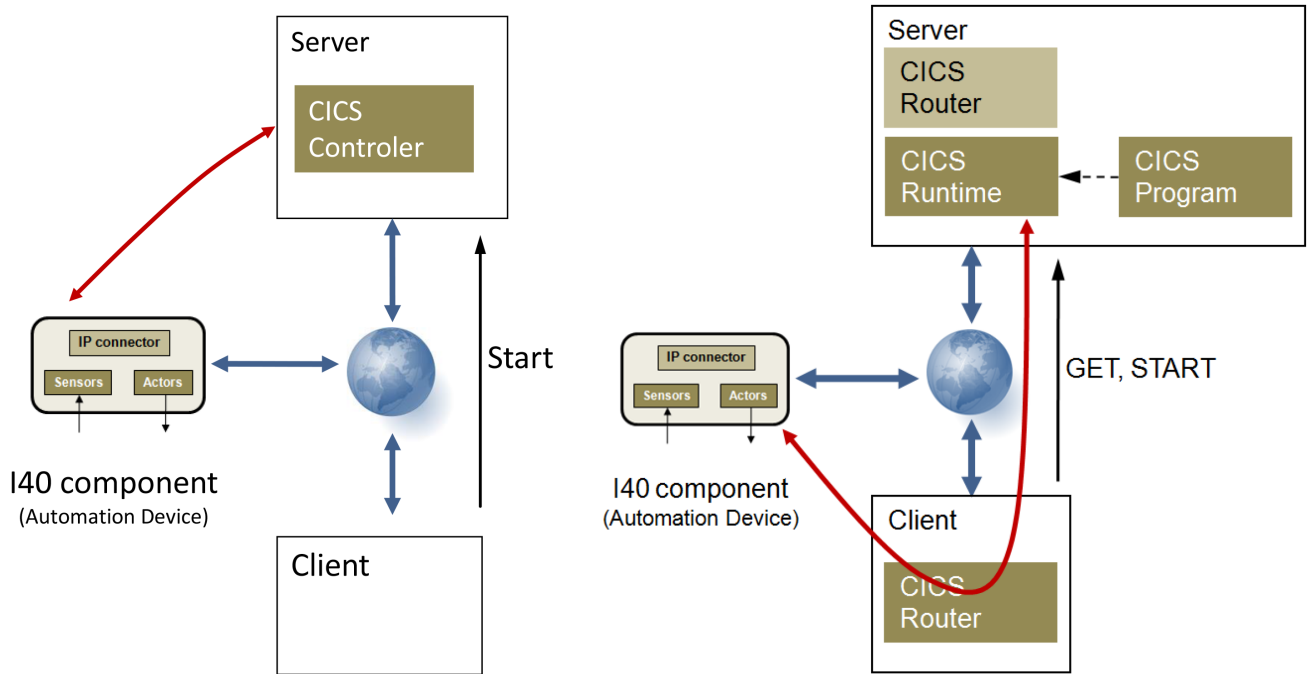 Server
CICS
Controler
IP connector
Sensors
Actors
Start
I40 component
(Automation Device)
Client
Server
CICS
Router
CICS
Runtime
CICS
Program
IP connector
Sensors
Actors
GET, START
I40 component
(Automation Device)
Client
CICS
Router